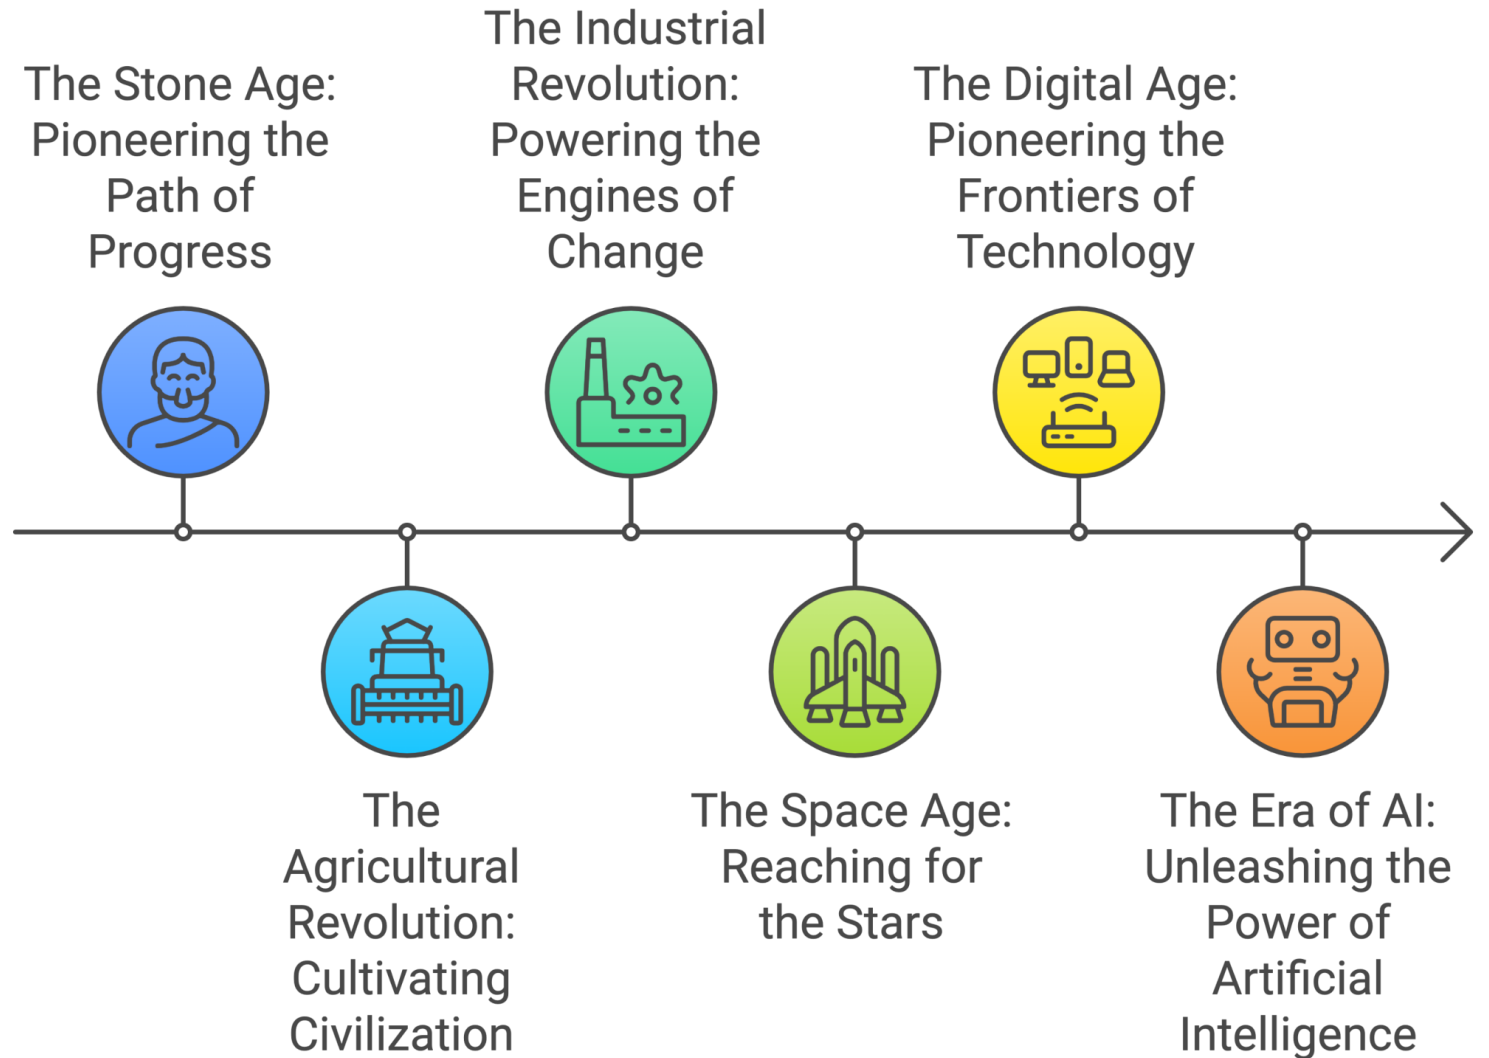 The Stone Age:
Pioneering the
Path of
Progress
The
Agricultural
Revolution:
Cultivating
Civilization
The Industrial
Revolution:
Powering the
Engines of
Change
The Space Age:
Reaching for
the Stars
The Digital Age:
Pioneering the
Frontiers of
Technology
The Era of AI:
Unleashing the
Power of
Artificial
Intelligence